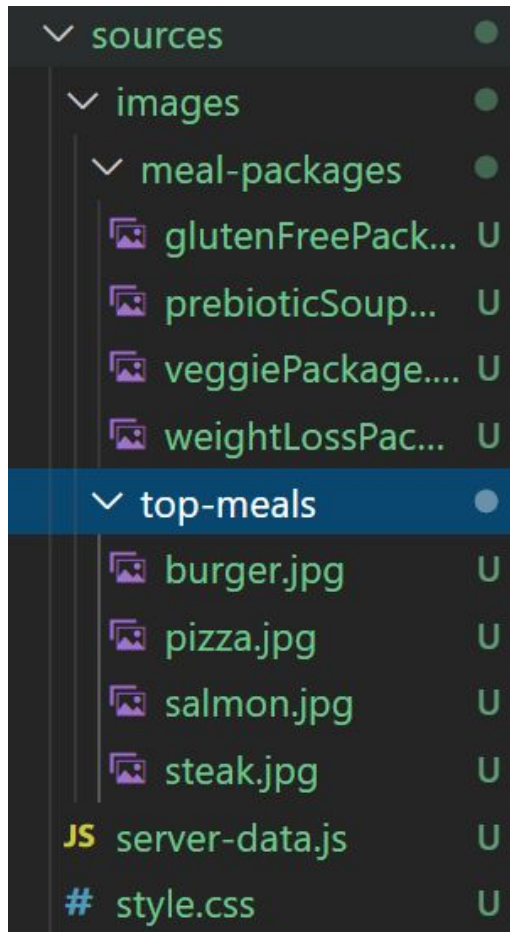 sources
images
meal-packages
glutenFreePack... U
prebioticSoup... U
veggiePackage.... U
weightLossPac... U
top-meals
burger.jpg U
pizza.jpg U
salmon.jpg U
steak.jpg U
JS server-data.js U
# style.css U